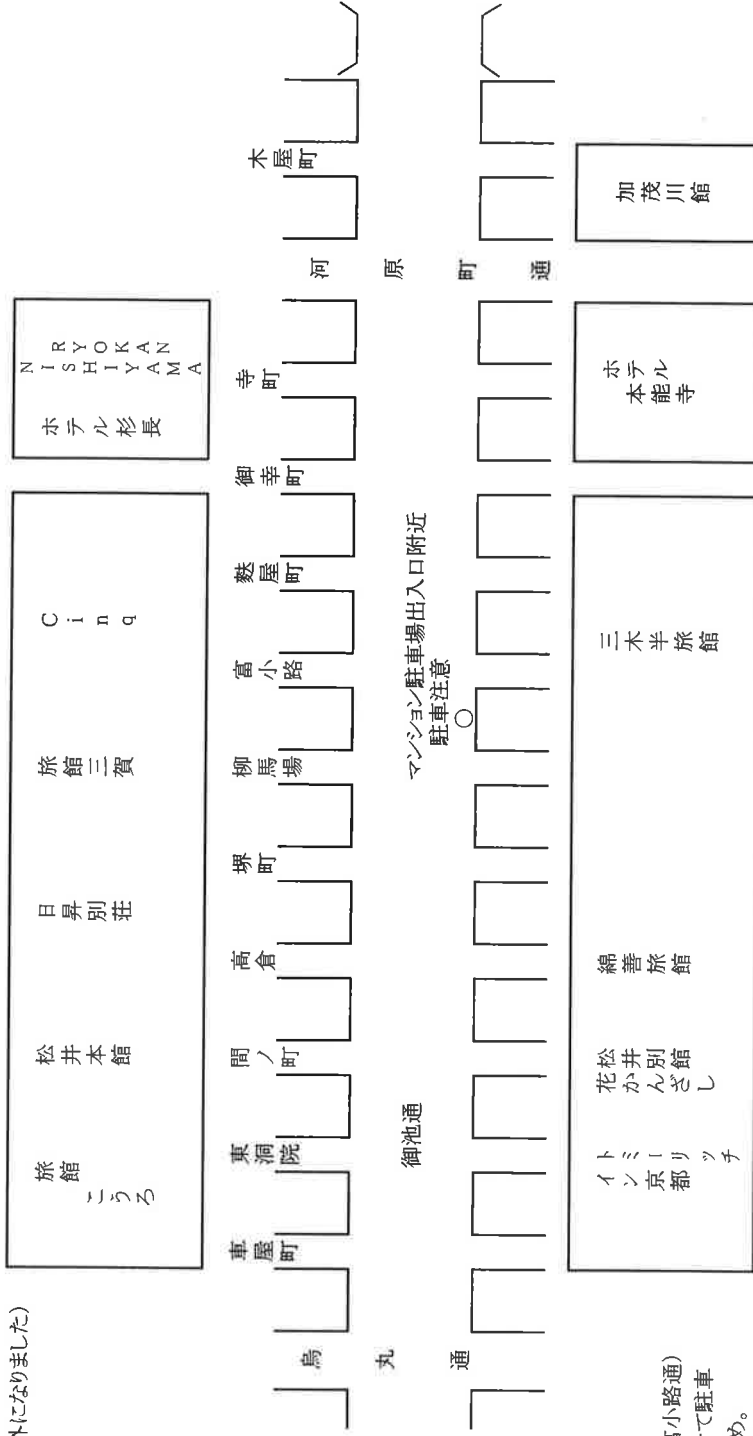 外になりました)
旅館
こうろ
松井本館
日昇別荘
旅館三賀
Cinq
ホテル杉長
RYOKAN
NISHIYAMA
烏丸通
車屋町
東洞院
間ノ町
高倉
堺町
柳馬場
富小路
麩屋町
御幸町
寺町
河原町通
木屋町
御池通
マンション駐車場出入口附近
駐車注意
○
トミーリッチ
イン京都
松井別館
花かんざし
綿善旅館
三木半旅館
ホテル
本能寺
加茂川館
小路通)
て駐車
め。